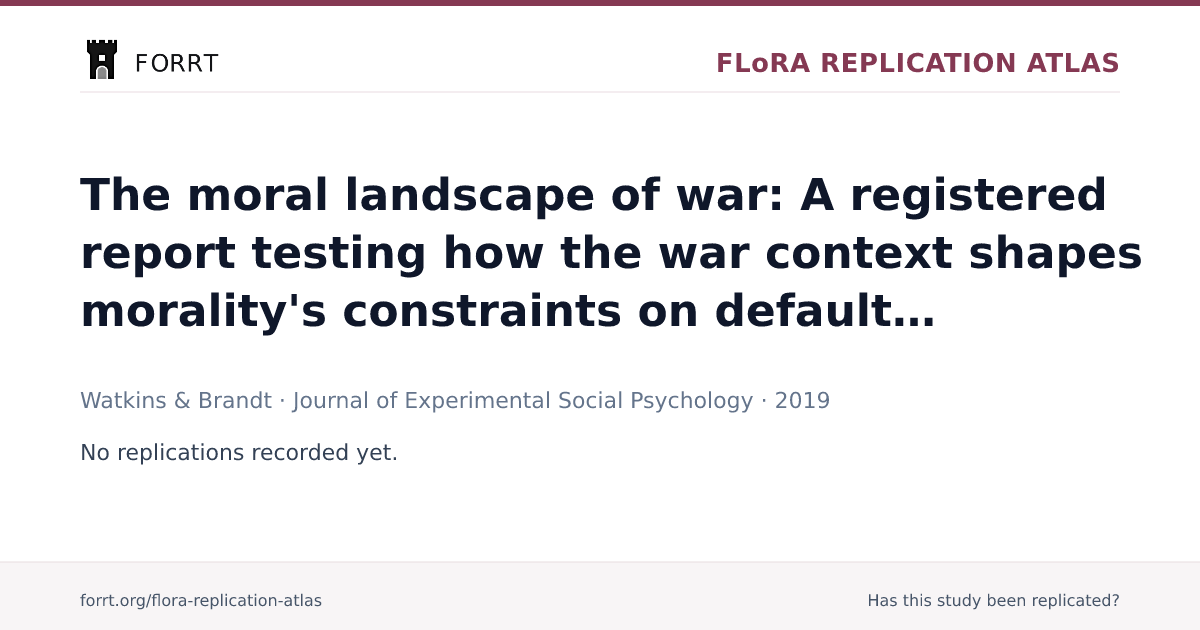 FORRT
FLoRA REPLICATION ATLAS
The moral landscape of war: A registered
report testing how the war context shapes
morality's constraints on default…
Watkins & Brandt · Journal of Experimental Social Psychology · 2019
No replications recorded yet.
forrt.org/flora-replication-atlas
Has this study been replicated?